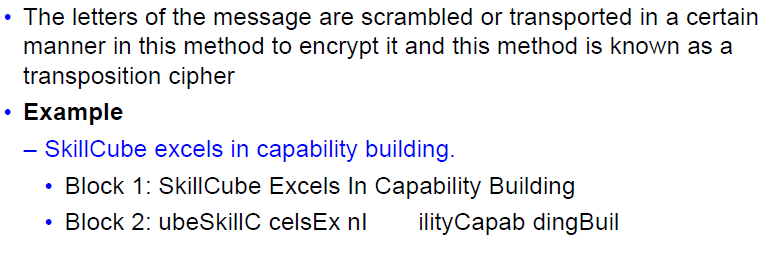 • The letters of the message are scrambled or transported in a certain
manner in this method to encrypt it and this method is known as a
transposition cipher
• Example
– SkillCube excels in capability building.
• Block 1: SkillCube Excels In Capability Building
• Block 2: ubeSkillC celsEx nI ilityCapab dingBuil